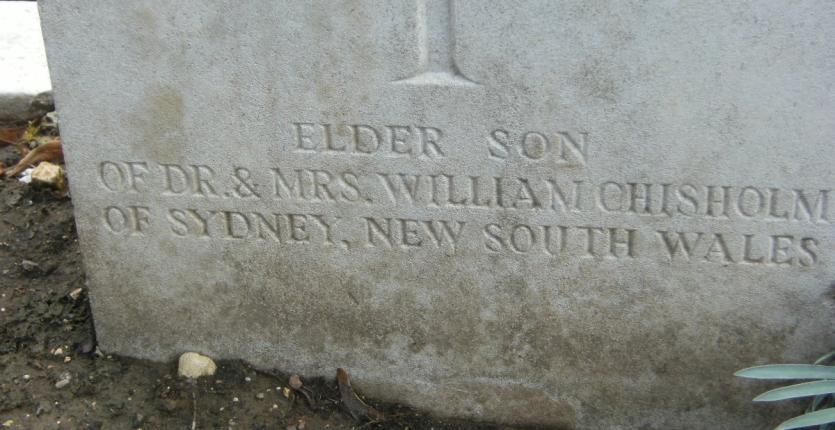 ELDER SON
OF DR. & MRS. WILLIAM CHISHOLM
OF SYDNEY, NEW SOUTH WALES